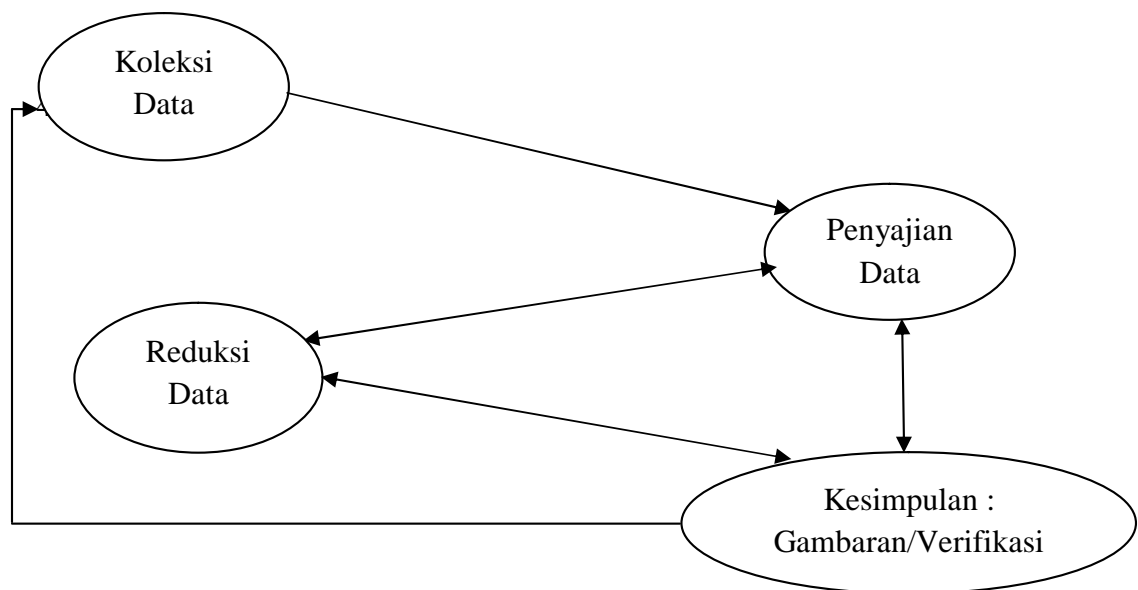 Koleksi
Data
Penyajian
Data
Reduksi
Data
Kesimpulan :
Gambaran/Verifikasi